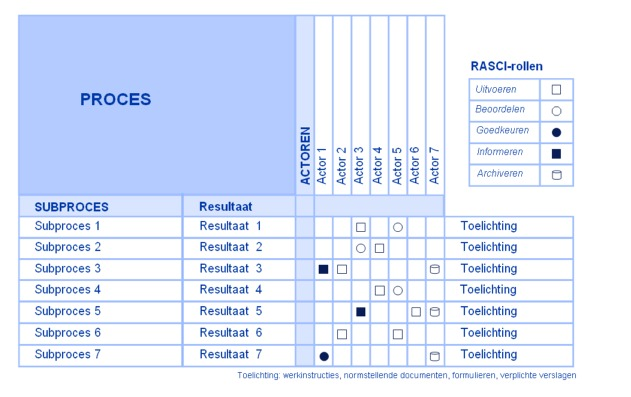 PROCES
ACTOREN
Actor 1
Actor 2
Actor 3
Actor 4
Actor 5
Actor 6
Actor 7
RASCI-rollen
Uitvoeren
Beoordelen
Goedkeuren
Informeren
Archiveren
SUBPROCES Resultaat
Subproces 1 Resultaat 1 Toelichting
Subproces 2 Resultaat 2 Toelichting
Subproces 3 Resultaat 3 Toelichting
Subproces 4 Resultaat 4 Toelichting
Subproces 5 Resultaat 5 Toelichting
Subproces 6 Resultaat 6 Toelichting
Subproces 7 Resultaat 7 Toelichting
Toelichting: werkinstructies, normstellende documenten, formulieren, verplichte verslagen